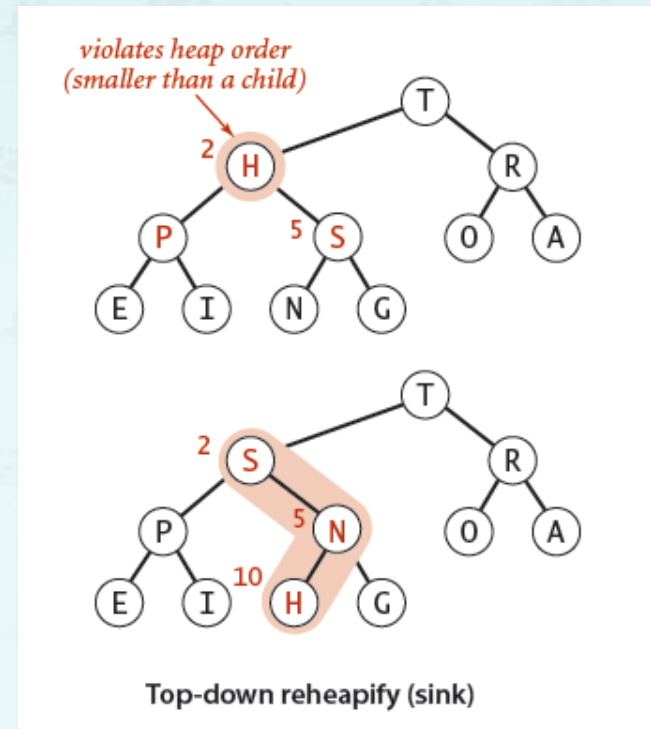 violates heap order
(smaller than a child)
T
2 H R
P 5 S O A
E I N G
T
2 S R
P 5 N O A
E I 10 H G
Top-down reheapify (sink)